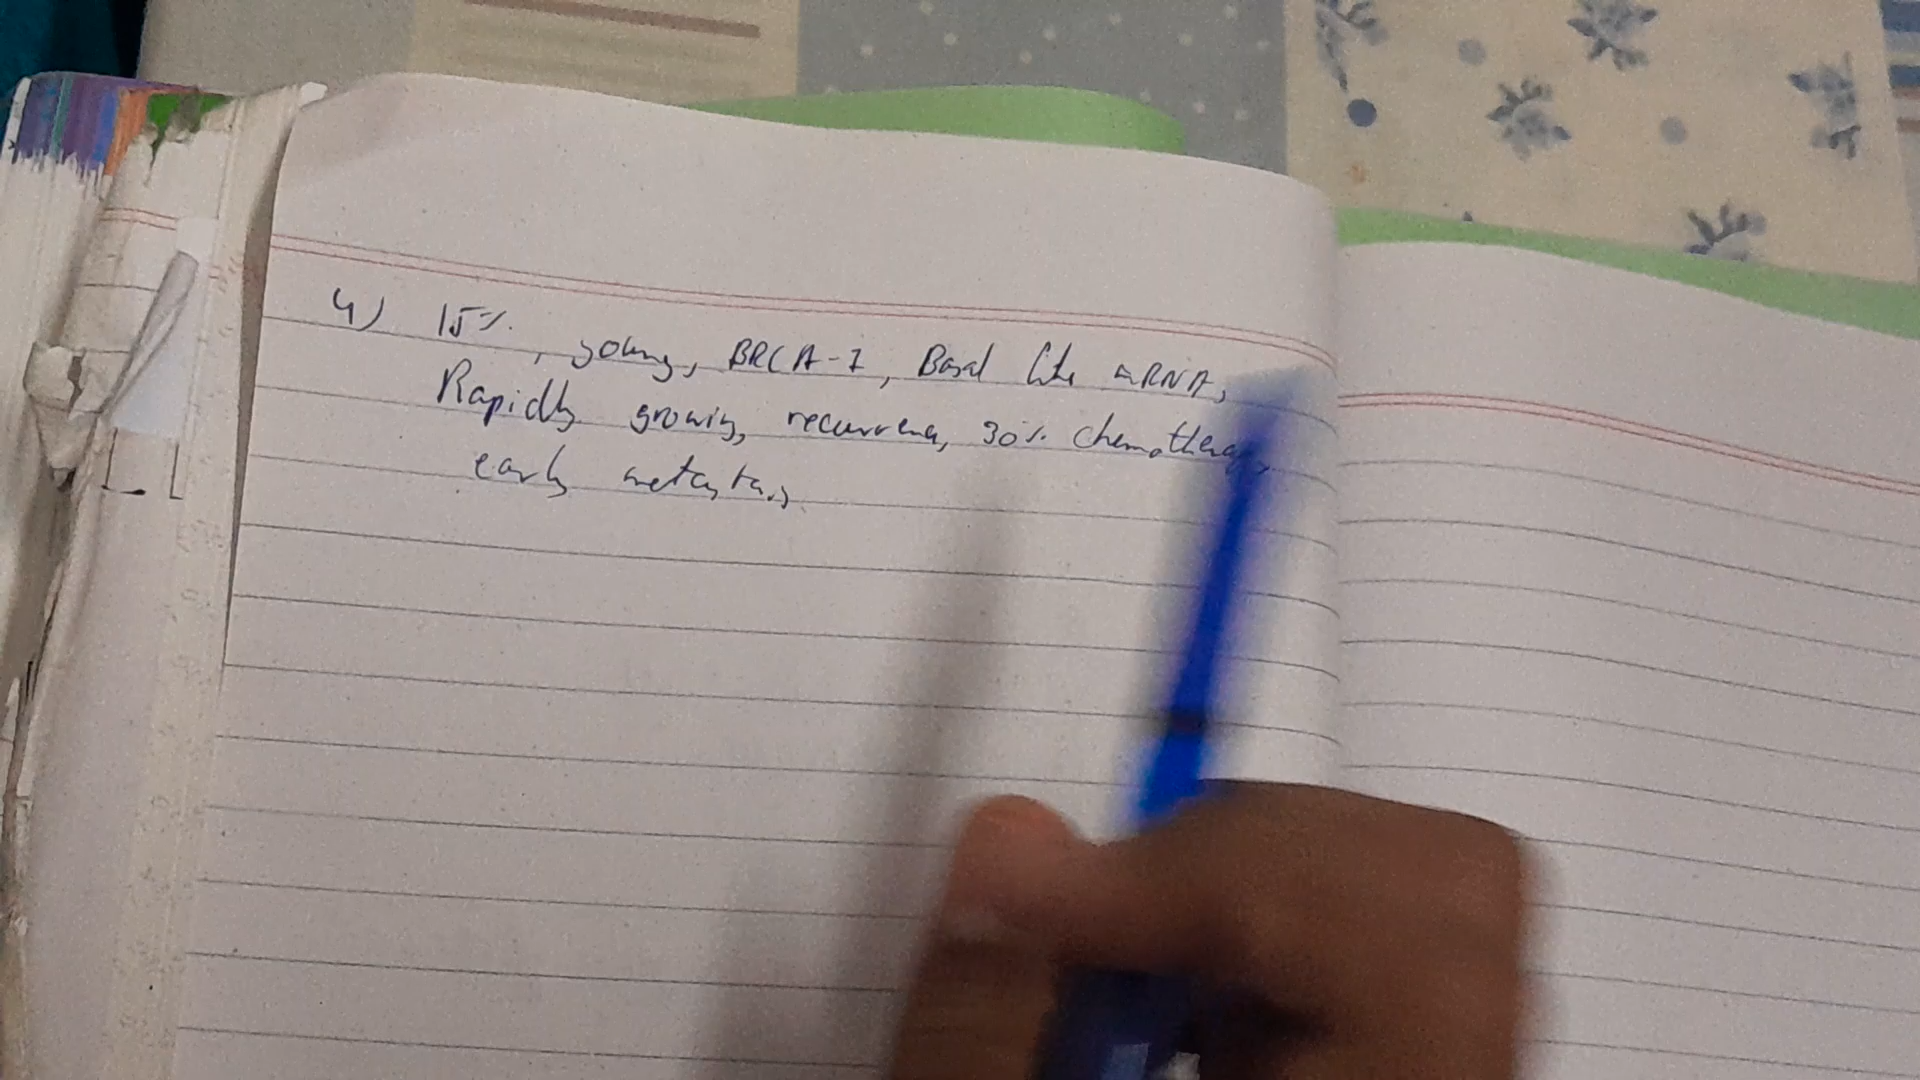 4) 15%, young, BRCA-1, Basal like mRNA,
Rapidly growing, recurrence, 30% chemotherapy,
early metastasis